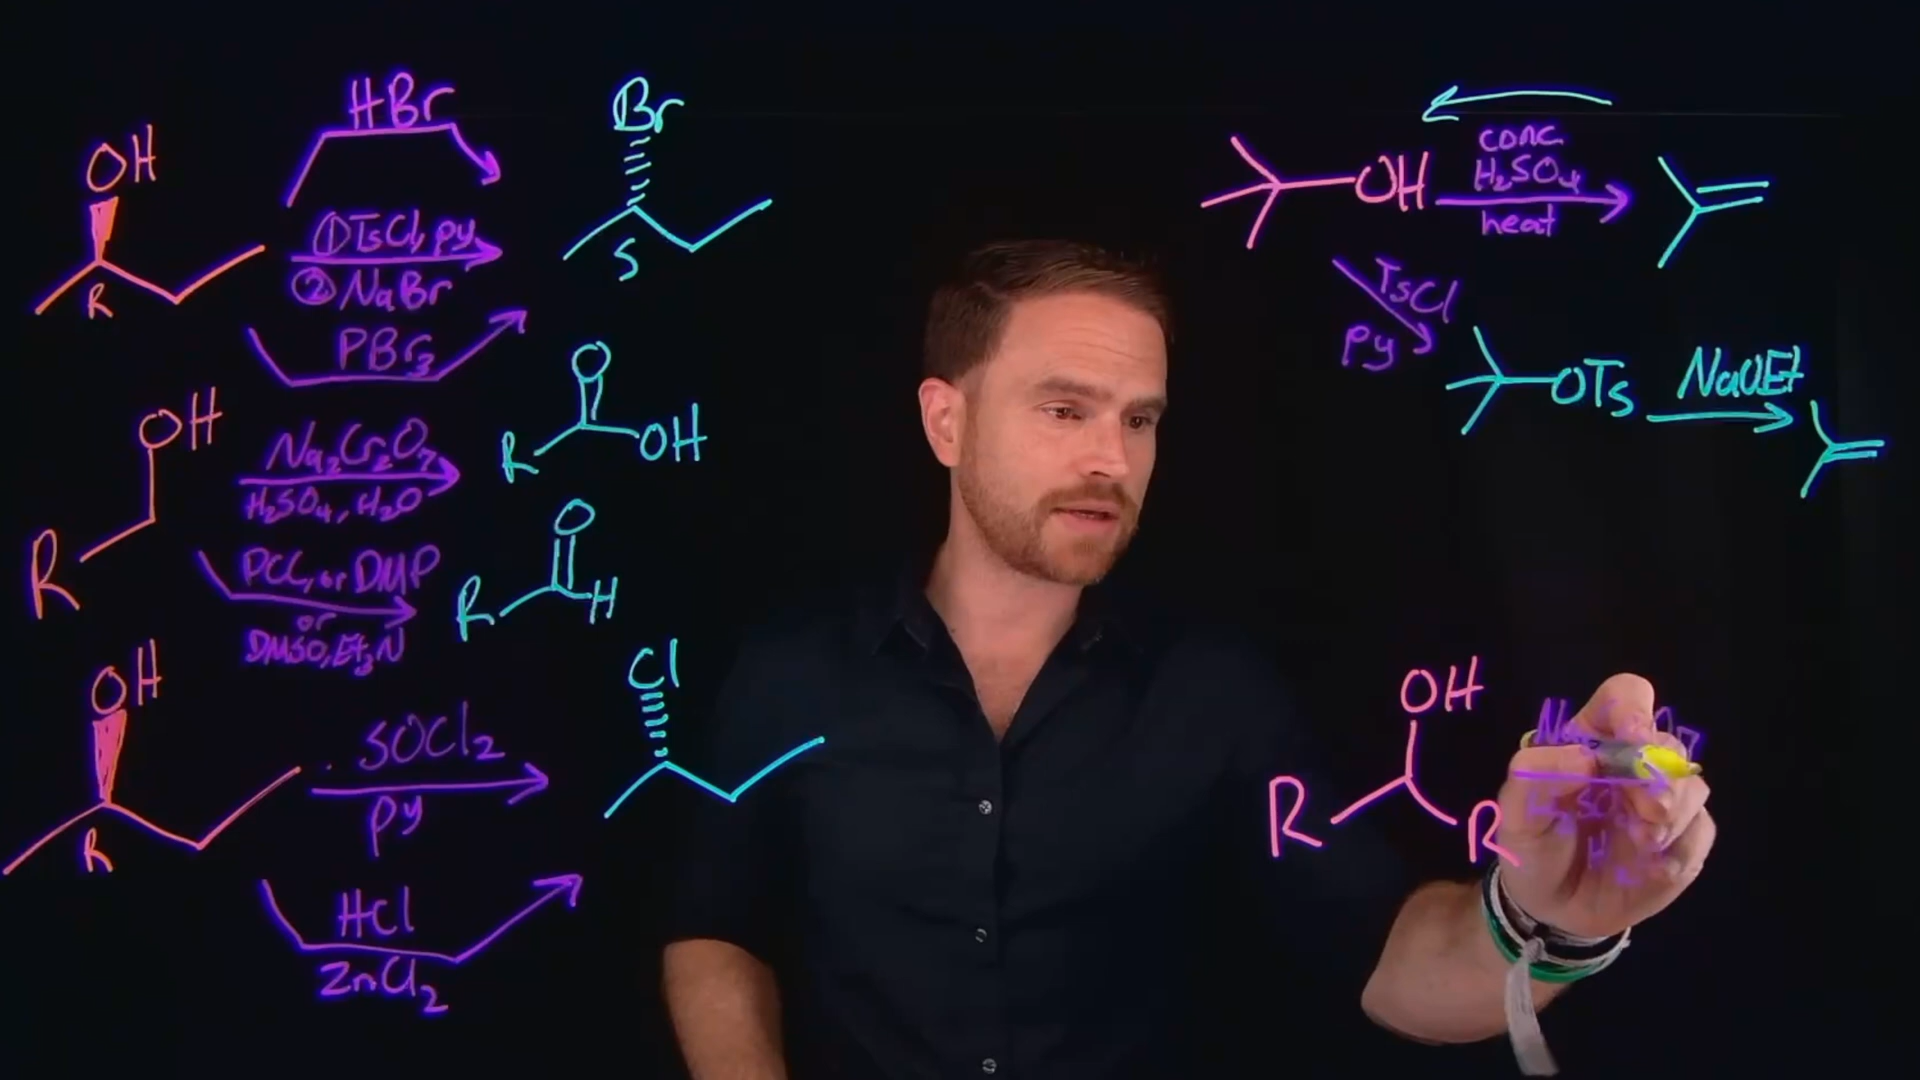 HBr
OH
①TsCl, py
②NaBr
R
PBr₃
Br
S
OH
R
Na₂Cr₂O₇
H₂SO₄, H₂O
O
R
OH
PCC, or DMP
or
DMSO, Et₃N
O
R
H
OH
R
SOCl₂
py
Cl
HCl
ZnCl₂
OH
conc
H₂SO₄
heat
TsCl
py
OTs
NaOEt
OH
R
R